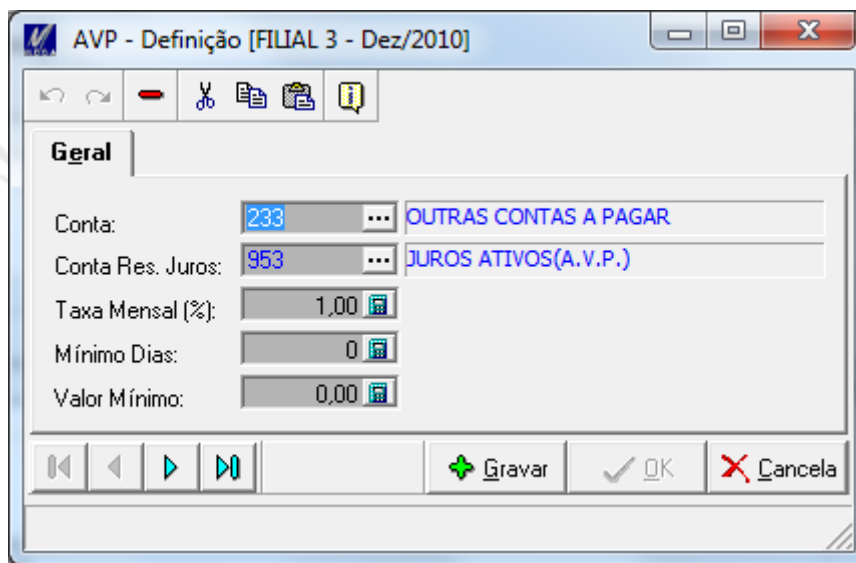 AVP - Definição [FILIAL 3 - Dez/2010]
Geral
Conta: 233 ... OUTRAS CONTAS A PAGAR
Conta Res. Juros: 953 ... JUROS ATIVOS(A.V.P.)
Taxa Mensal (%): 1,00
Mínimo Dias: 0
Valor Mínimo: 0,00
Gravar OK Cancela